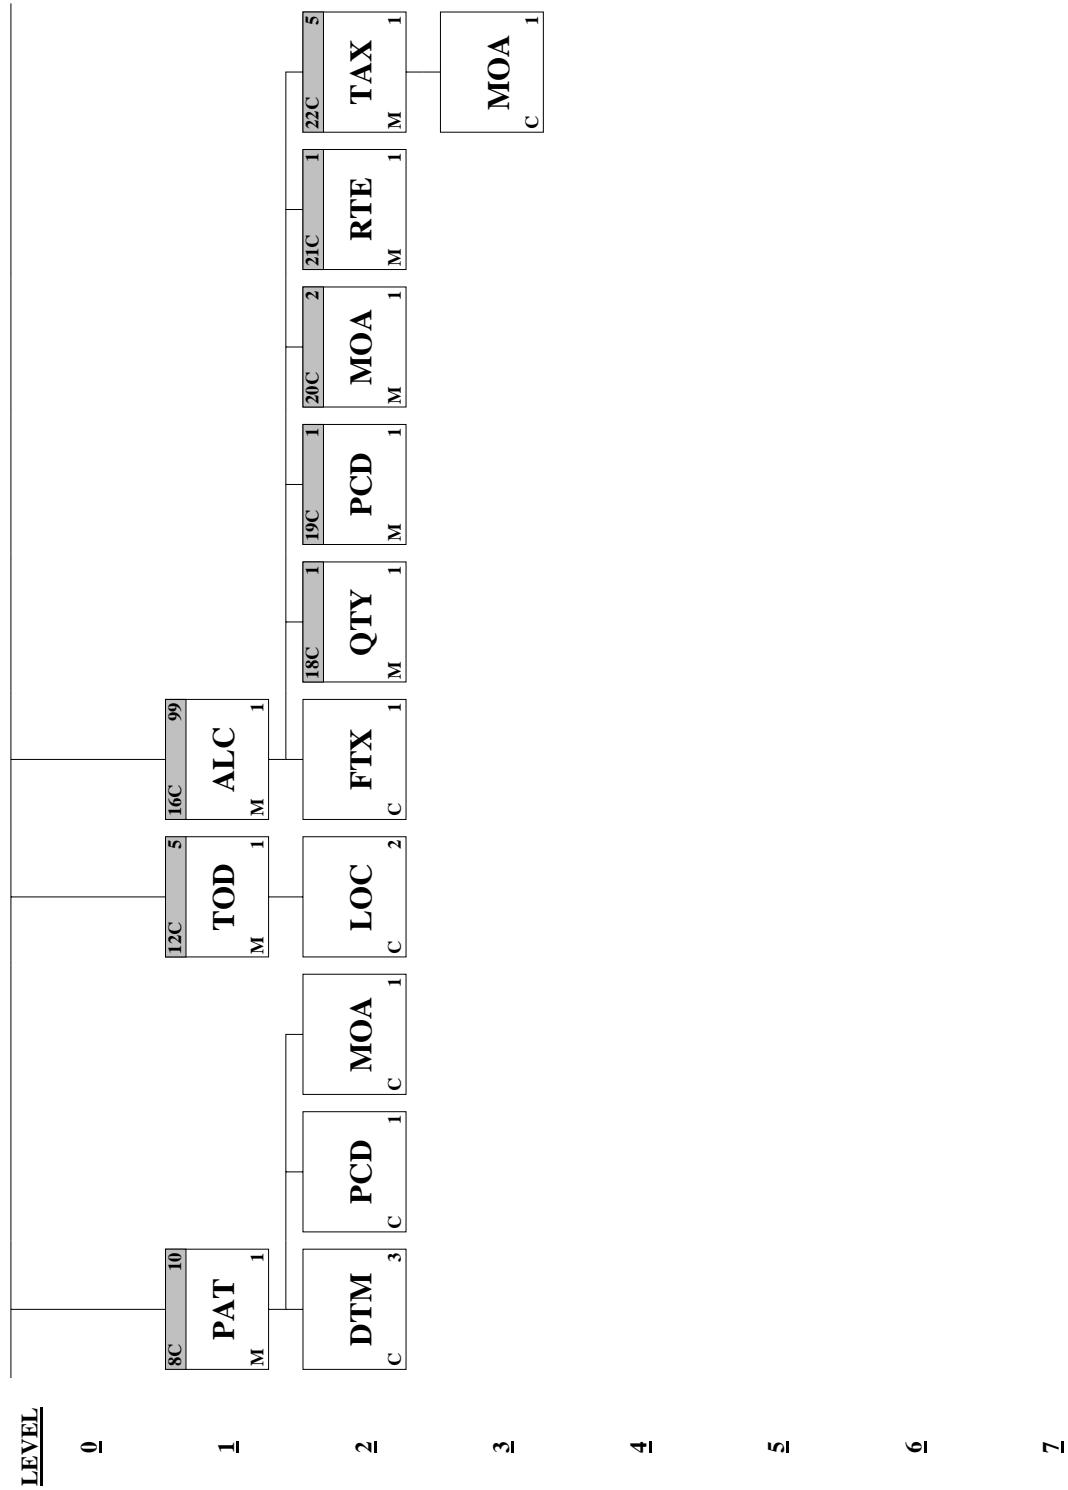 LEVEL
0
1
2
3
4
5
6
7
8C 10
PAT
M 1
12C 5
TOD
M 1
16C 99
ALC
M 1
DTM
C 3
PCD
C 1
MOA
C 1
LOC
C 2
FTX
C 1
18C 1
QTY
M 1
19C 1
PCD
M 1
20C 2
MOA
M 1
21C 1
RTE
M 1
22C 5
TAX
M 1
MOA
C 1